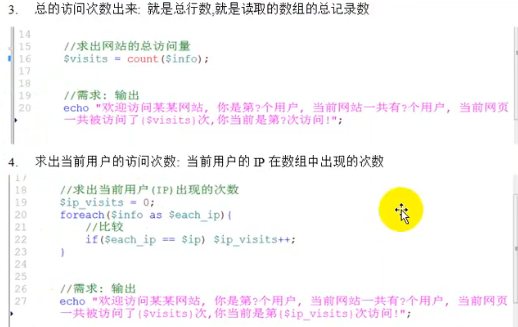 3. 总的访问次数出来: 就是总行数,就是读取的数组的总记录数
14
15 //求出网站的总访问量
16 $visits = count($info);
18
19 //需求: 输出
20 echo "欢迎访问某某网站, 你是第?个用户, 当前网站一共有?个用户, 当前网页
一共被访问了{$visits}次,你当前是第?次访问!";
4. 求出当前用户的访问次数: 当前用户的 IP 在数组中出现的次数
17
18 //求出当前用户(IP)出现的次数
19 $ip_visits = 0;
20 foreach($info as $each_ip){
21 //比较
22 if($each_ip == $ip) $ip_visits++;
23 }
25
26 //需求: 输出
27 echo "欢迎访问某某网站, 你是第?个用户, 当前网站一共有?个用户, 当前网页
一共被访问了{$visits}次,你当前是第{$ip_visits}次访问!";